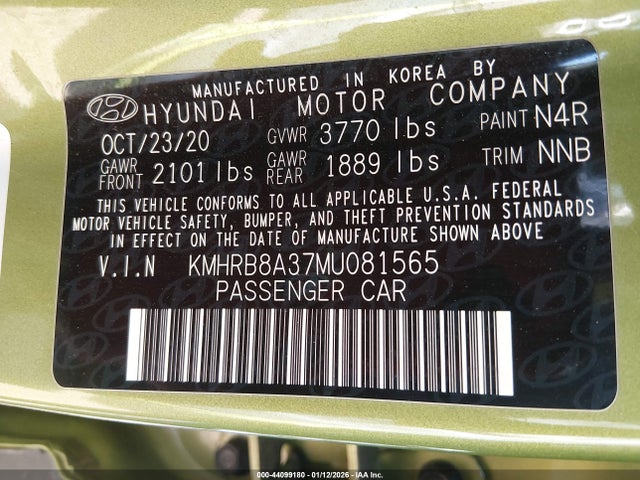 MANUFACTURED IN KOREA BY
HYUNDAI MOTOR COMPANY
OCT/23/20 GVWR 3770 lbs PAINT N4R
GAWR FRONT 2101 lbs GAWR REAR 1889 lbs TRIM NNB
THIS VEHICLE CONFORMS TO ALL APPLICABLE U.S.A. FEDERAL
MOTOR VEHICLE SAFETY, BUMPER, AND THEFT PREVENTION STANDARDS
IN EFFECT ON THE DATE OF MANUFACTURE SHOWN ABOVE
V.I.N KMHRB8A37MU081565
PASSENGER CAR
000-44099180 - 01/12/2026 - IAA Inc.